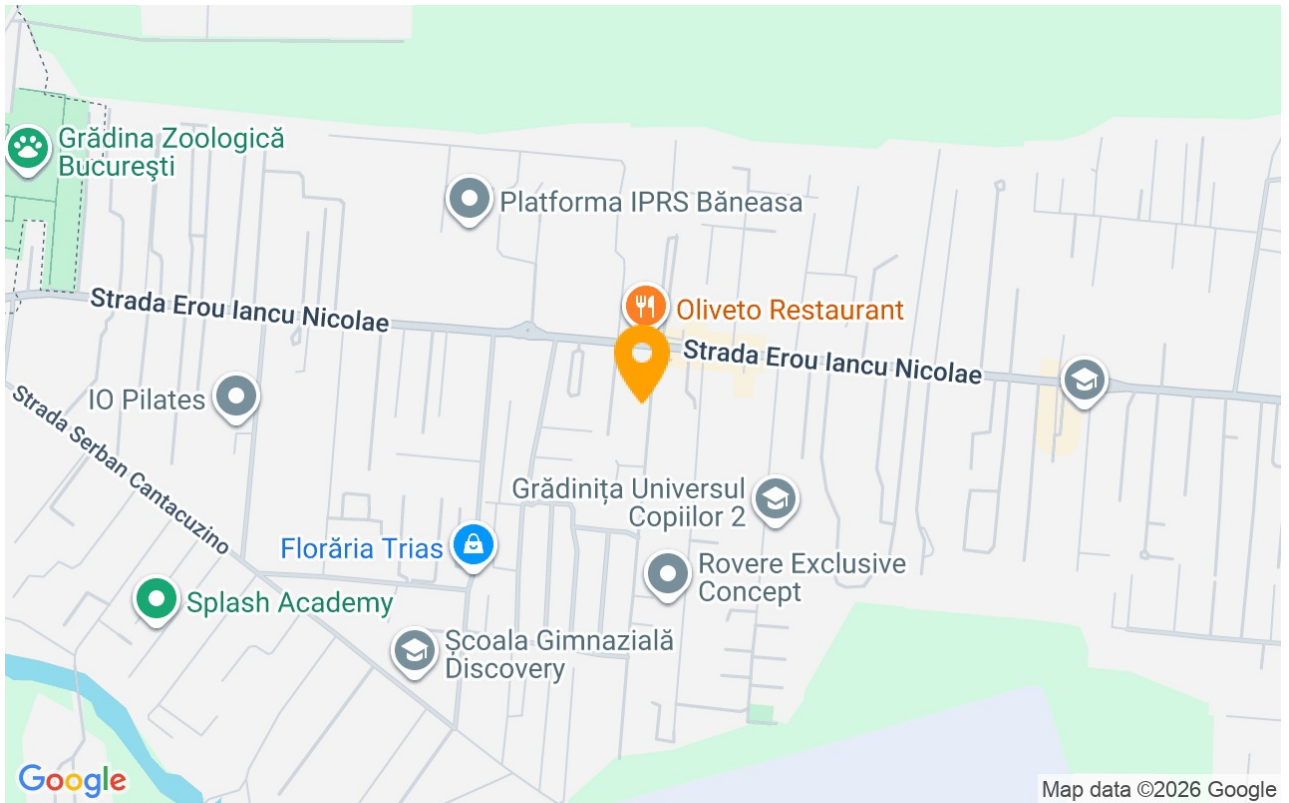 Grădina Zoologică
Bucureşti
Platforma IPRS Băneasa
Strada Erou Iancu Nicolae
Oliveto Restaurant
Strada Erou Iancu Nicolae
IO Pilates
Strada Serban Cantacuzino
Grădinița Universul
Copiilor 2
Florăria Trias
Rovere Exclusive
Concept
Splash Academy
Școala Gimnazială
Discovery
Google
Map data ©2026 Google